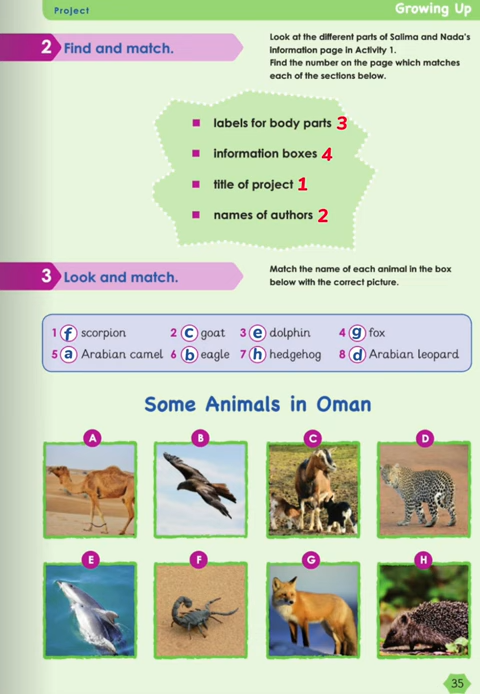 Project
Growing Up
2 Find and match.
Look at the different parts of Salima and Nada's
information page in Activity 1.
Find the number on the page which matches
each of the sections below.
■ labels for body parts 3
■ information boxes 4
■ title of project 1
■ names of authors 2
3 Look and match.
Match the name of each animal in the box
below with the correct picture.
1 f scorpion 2 c goat 3 e dolphin 4 g fox
5 a Arabian camel 6 b eagle 7 h hedgehog 8 d Arabian leopard
Some Animals in Oman
A B C D
E F G H
35